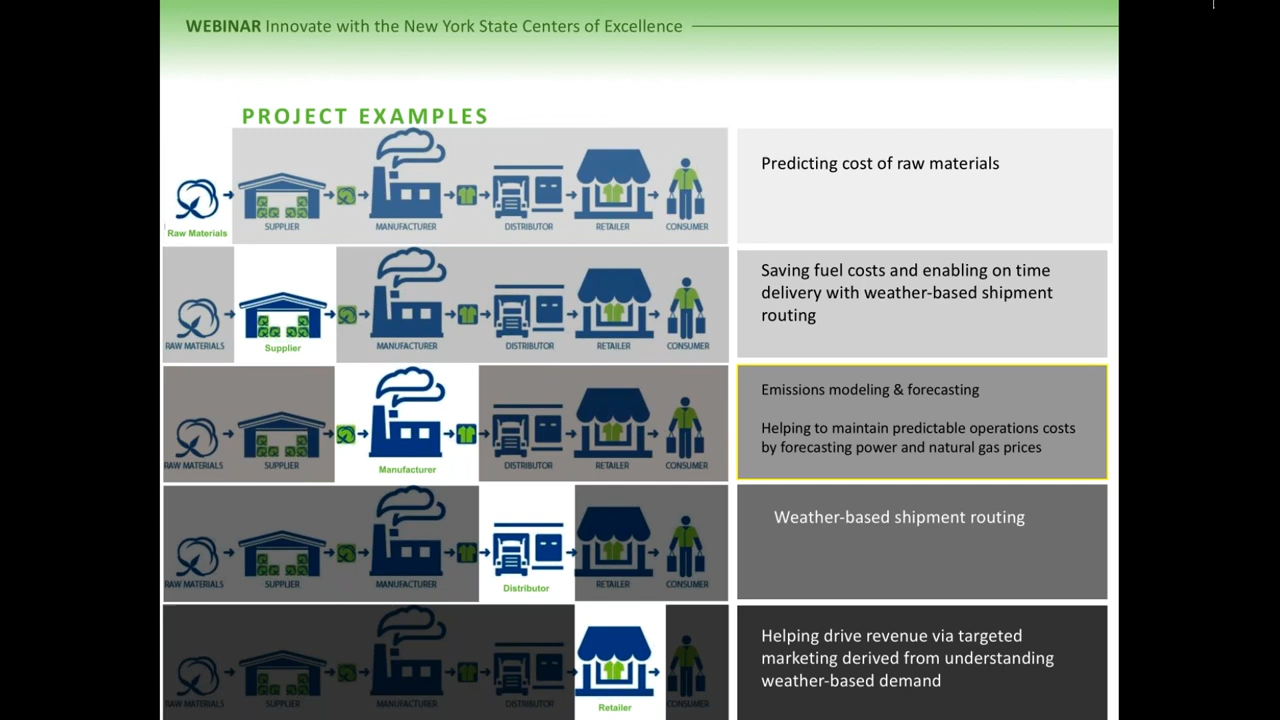 WEBINAR Innovate with the New York State Centers of Excellence
PROJECT EXAMPLES
Raw Materials
SUPPLIER
MANUFACTURER
DISTRIBUTOR
RETAILER
CONSUMER
Predicting cost of raw materials
RAW MATERIALS
Supplier
MANUFACTURER
DISTRIBUTOR
RETAILER
CONSUMER
Saving fuel costs and enabling on time
delivery with weather-based shipment
routing
RAW MATERIALS
SUPPLIER
Manufacturer
DISTRIBUTOR
RETAILER
CONSUMER
Emissions modeling & forecasting
Helping to maintain predictable operations costs
by forecasting power and natural gas prices
RAW MATERIALS
SUPPLIER
MANUFACTURER
Distributor
RETAILER
CONSUMER
Weather-based shipment routing
RAW MATERIALS
SUPPLIER
MANUFACTURER
DISTRIBUTOR
Retailer
CONSUMER
Helping drive revenue via targeted
marketing derived from understanding
weather-based demand